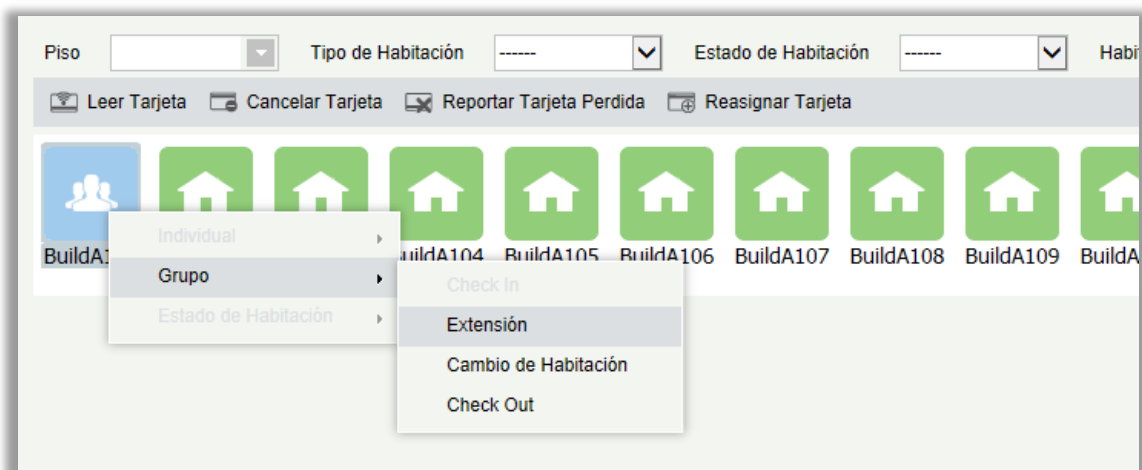 Piso ------ Tipo de Habitación ------ Estado de Habitación
Leer Tarjeta Cancelar Tarjeta Reportar Tarjeta Perdida Reasignar Tarjeta
BuildA105 BuildA106 BuildA107 BuildA108 BuildA109
Individual
Grupo
Estado de Habitación
Check In
Extensión
Cambio de Habitación
Check Out